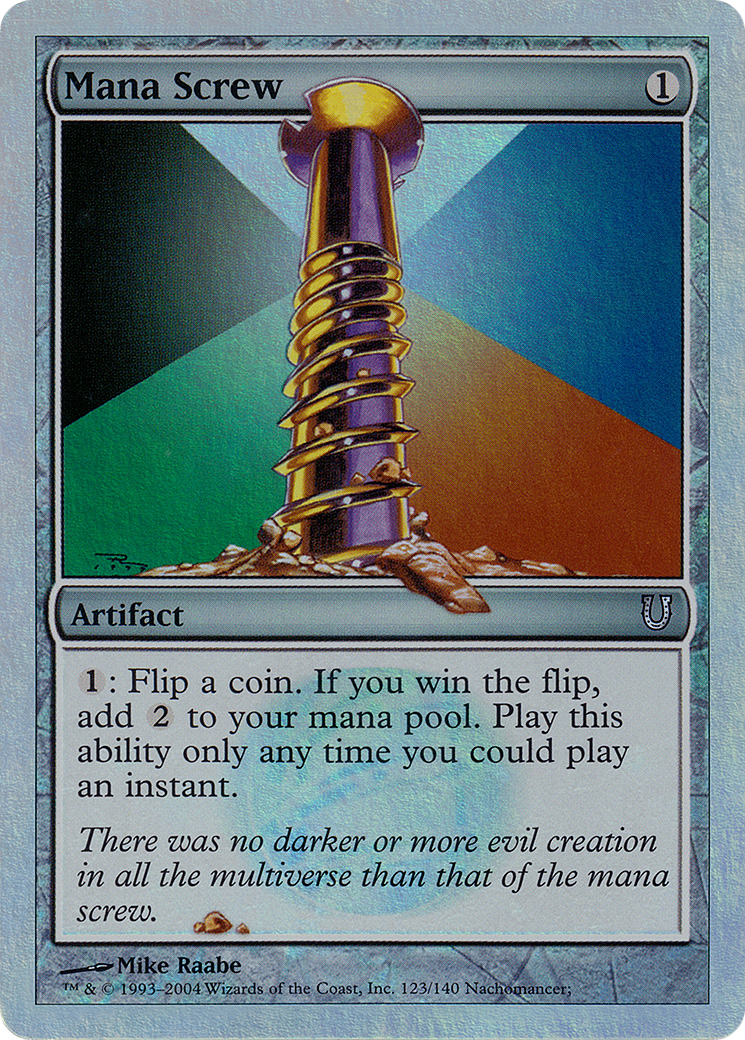 Mana Screw 1
Artifact
1: Flip a coin. If you win the flip,
add 2 to your mana pool. Play this
ability only any time you could play
an instant.
There was no darker or more evil creation
in all the multiverse than that of the mana
screw.
Mike Raabe
™ & © 1993–2004 Wizards of the Coast, Inc. 123/140 Nachomancer;